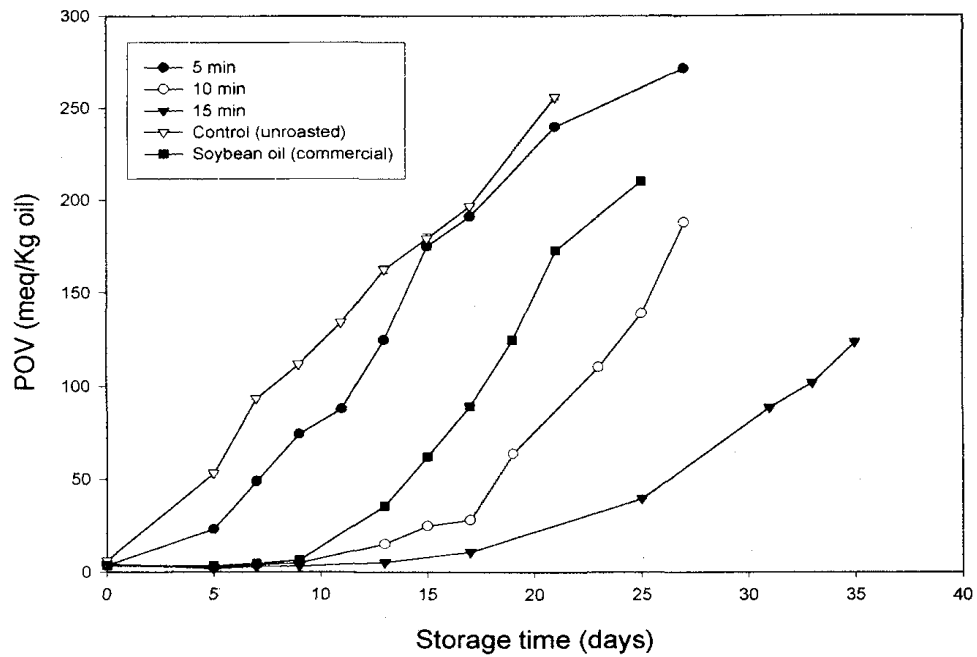 300
250
200
150
100
50
0
POV (meq/Kg oil)
5 min
10 min
15 min
Control (unroasted)
Soybean oil (commercial)
0 5 10 15 20 25 30 35 40
Storage time (days)